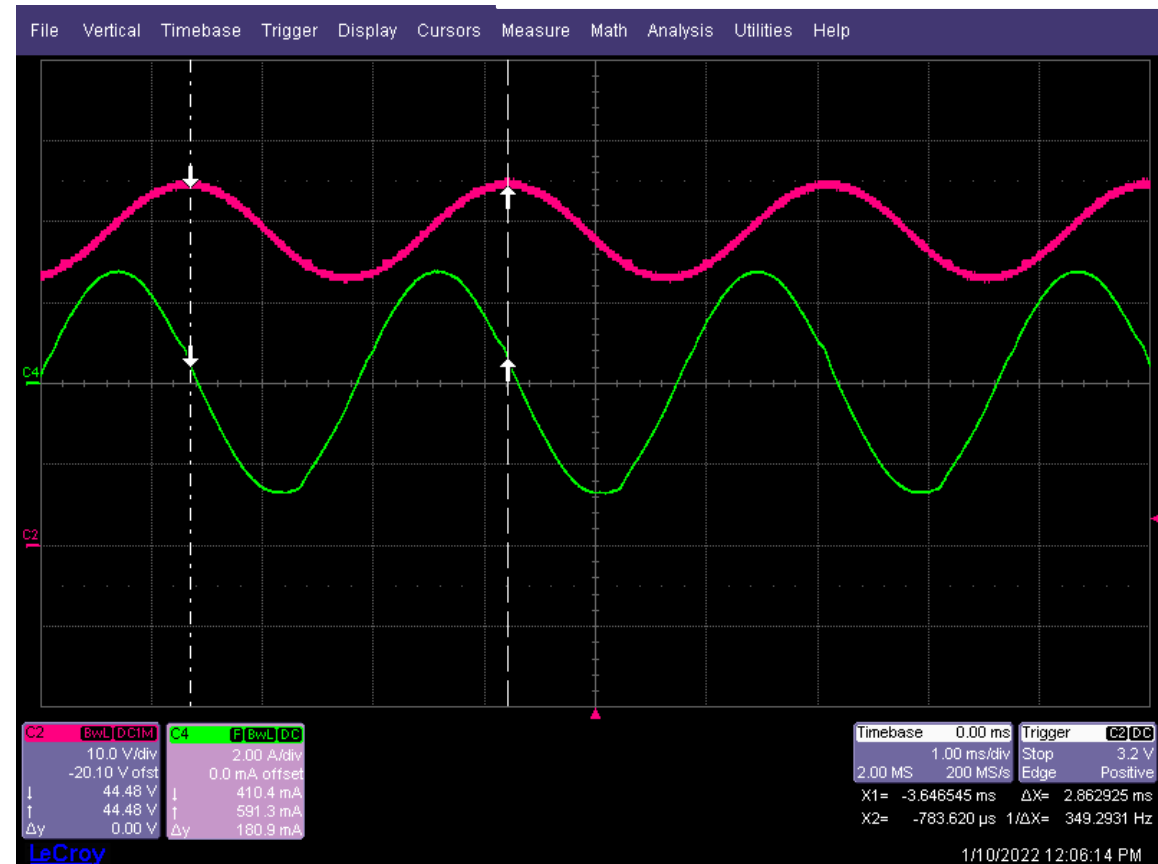 File Vertical Timebase Trigger Display Cursors Measure Math Analysis Utilities Help
C4
C2
C2 BwL DC1M
10.0 V/div
-20.10 V ofst
↓ 44.48 V
↑ 44.48 V
Δy 0.00 V
C4 F BwL DC
2.00 A/div
0.0 mA offset
↓ 410.4 mA
↑ 591.3 mA
Δy 180.9 mA
Timebase 0.00 ms
1.00 ms/div
2.00 MS 200 MS/s
Trigger C2 DC
Stop 3.2 V
Edge Positive
X1= -3.646545 ms ΔX= 2.862925 ms
X2= -783.620 µs 1/ΔX= 349.2931 Hz
LeCroy
1/10/2022 12:06:14 PM